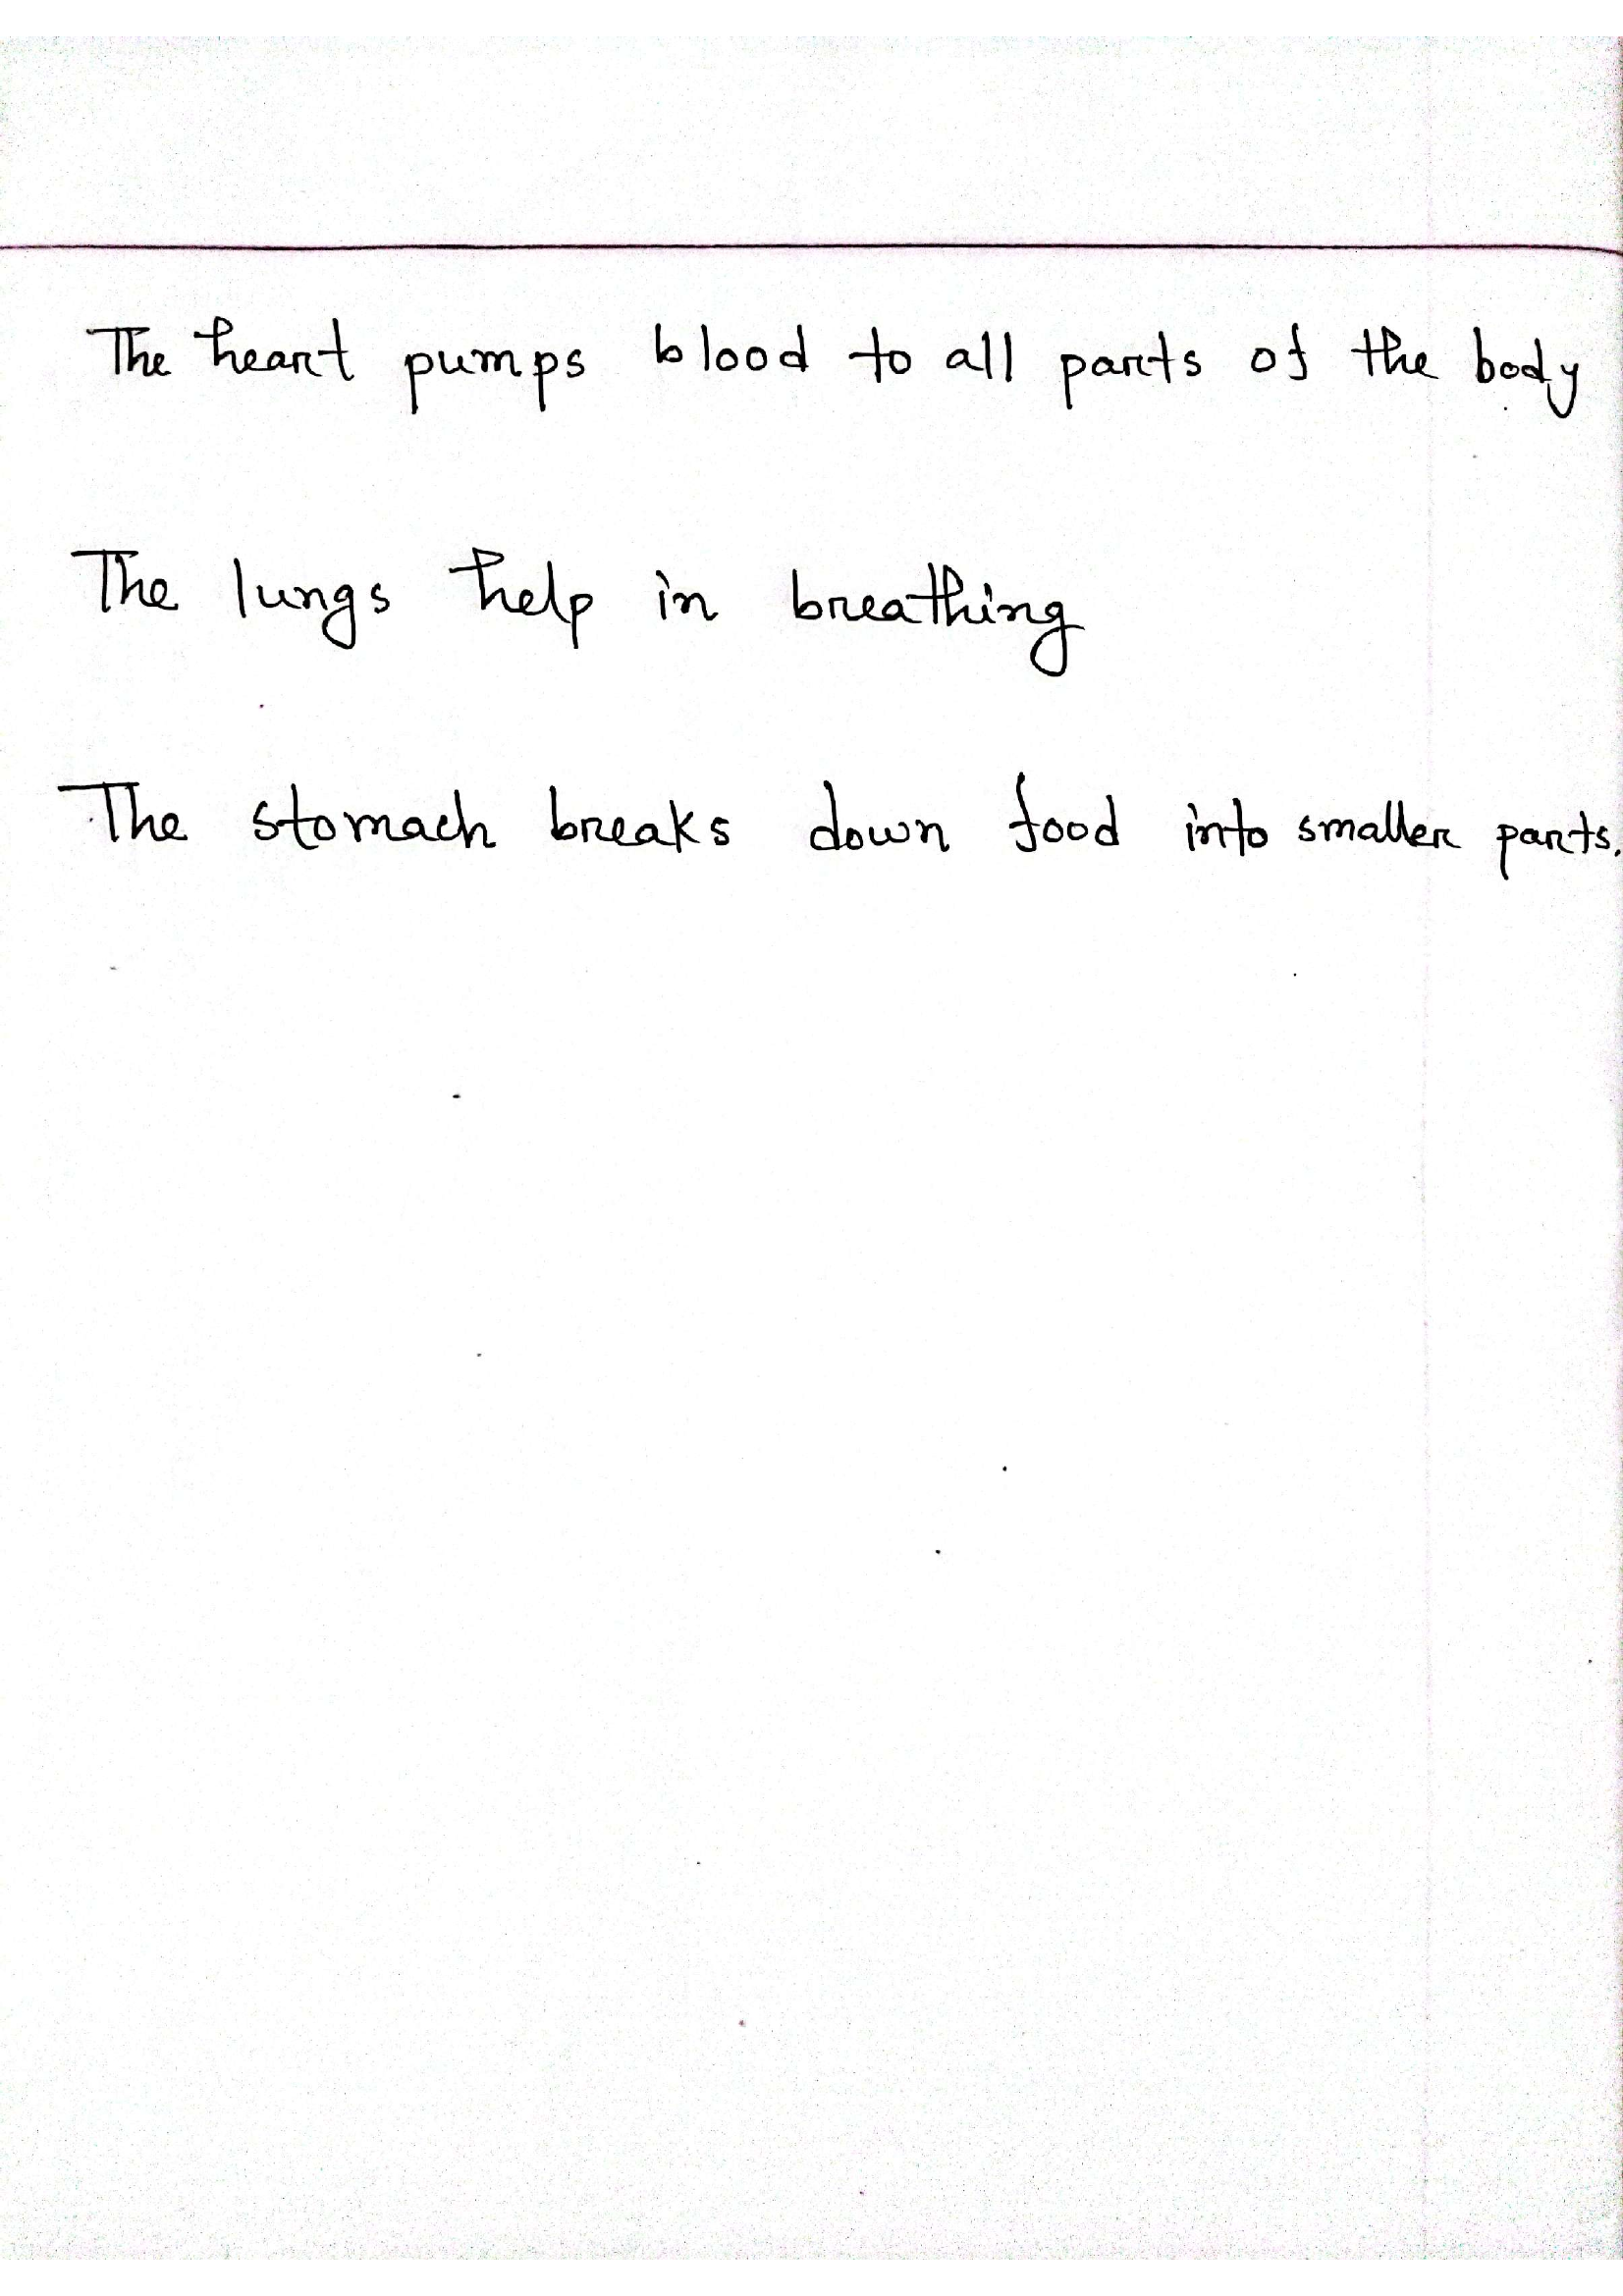 The heart pumps blood to all parts of the body
The lungs help in breathing
The stomach breaks down food into smaller parts.